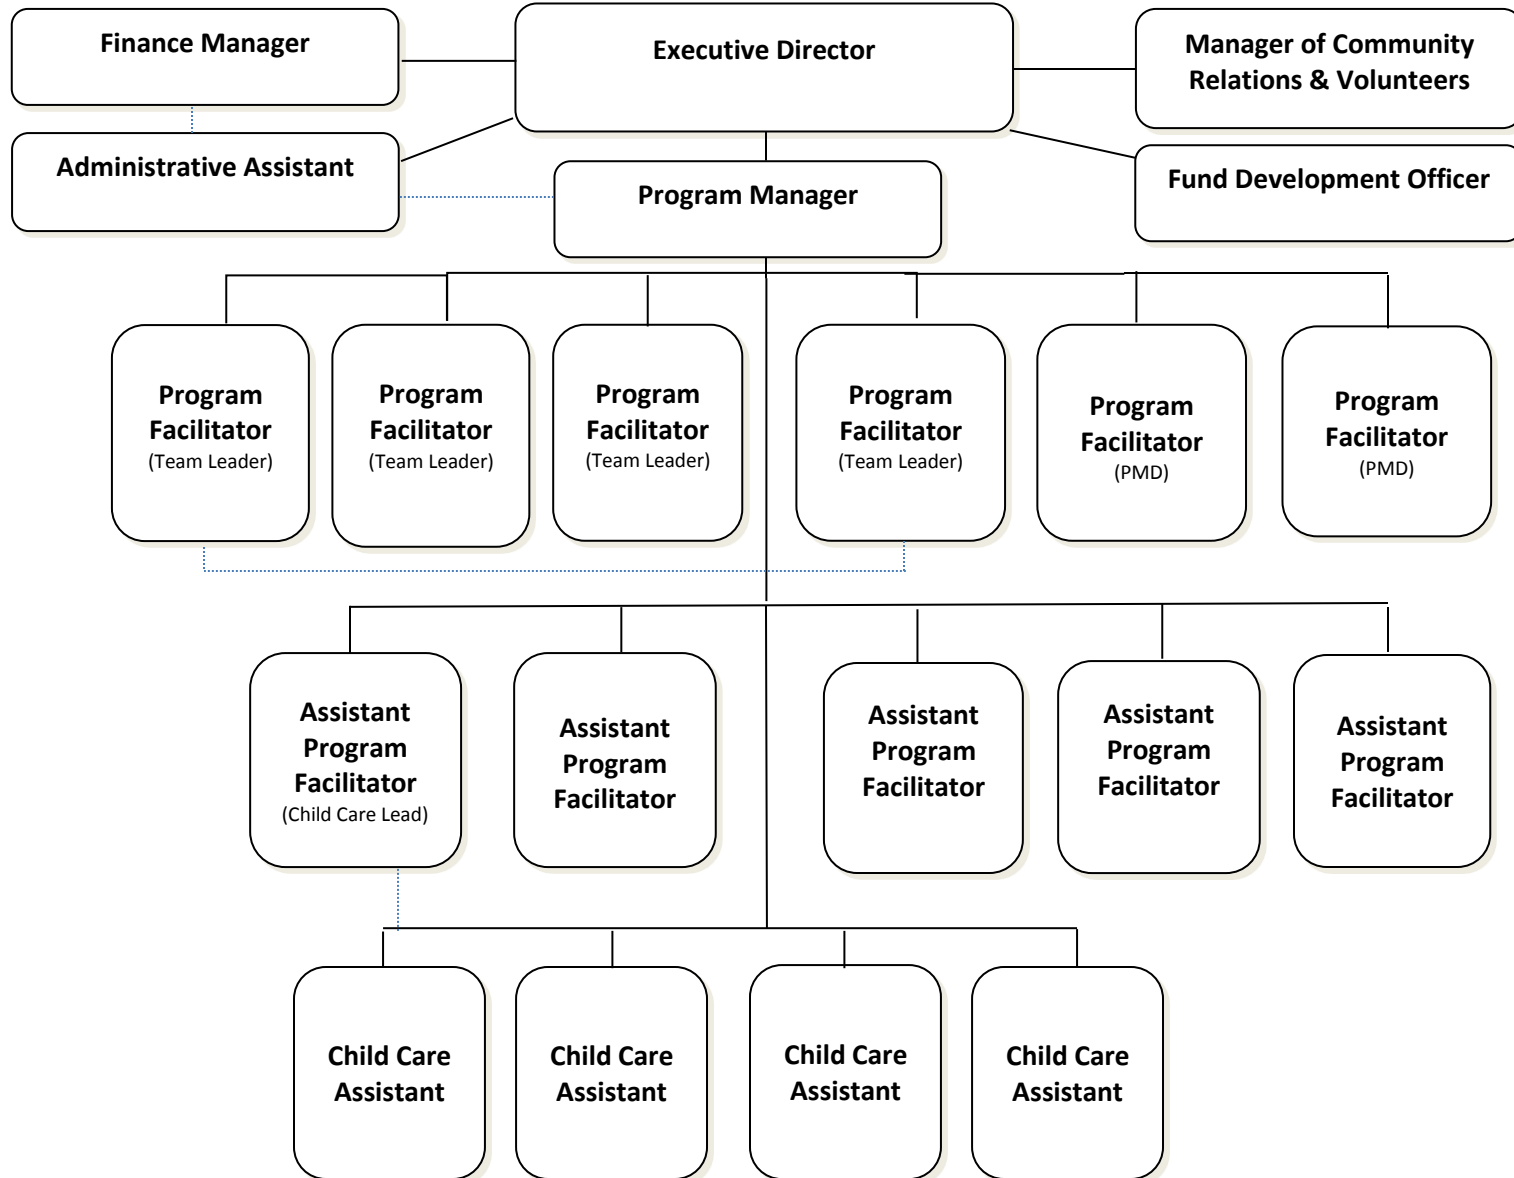 Finance Manager
Executive Director
Manager of Community
Relations & Volunteers
Administrative Assistant
Program Manager
Fund Development Officer
Program
Facilitator
(Team Leader)
Program
Facilitator
(Team Leader)
Program
Facilitator
(Team Leader)
Program
Facilitator
(Team Leader)
Program
Facilitator
(PMD)
Program
Facilitator
(PMD)
Assistant
Program
Facilitator
(Child Care Lead)
Assistant
Program
Facilitator
Assistant
Program
Facilitator
Assistant
Program
Facilitator
Assistant
Program
Facilitator
Child Care
Assistant
Child Care
Assistant
Child Care
Assistant
Child Care
Assistant